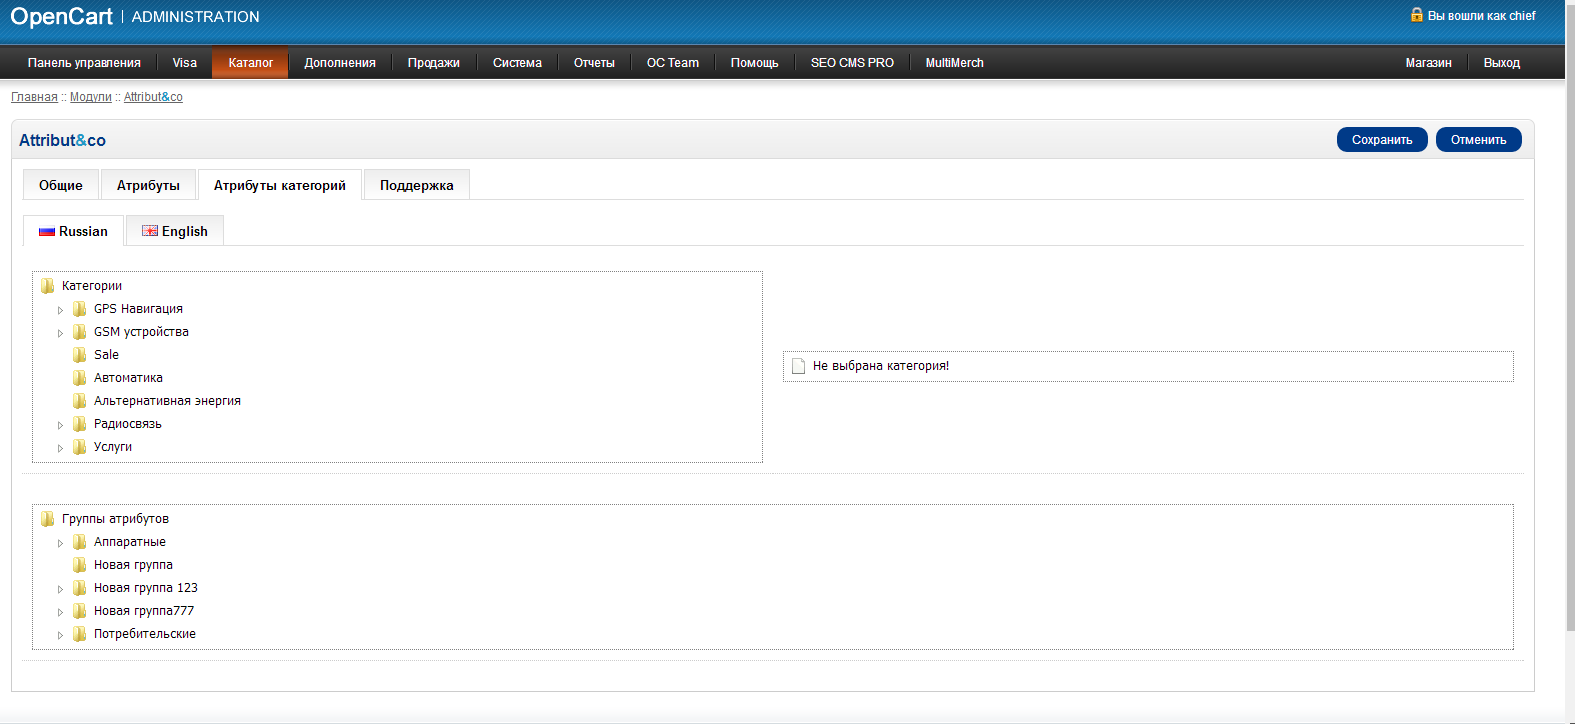 OpenCart | ADMINISTRATION Вы вошли как chief
Панель управления Visa Каталог Дополнения Продажи Система Отчеты OC Team Помощь SEO CMS PRO MultiMerch Магазин Выход
Главная :: Модули :: Attribut&co
Attribut&co Сохранить Отменить
Общие Атрибуты Атрибуты категорий Поддержка
Russian English
Категории
GPS Навигация
GSM устройства
Sale
Автоматика
Альтернативная энергия
Радиосвязь
Услуги
Не выбрана категория!
Группы атрибутов
Аппаратные
Новая группа
Новая группа 123
Новая группа777
Потребительские